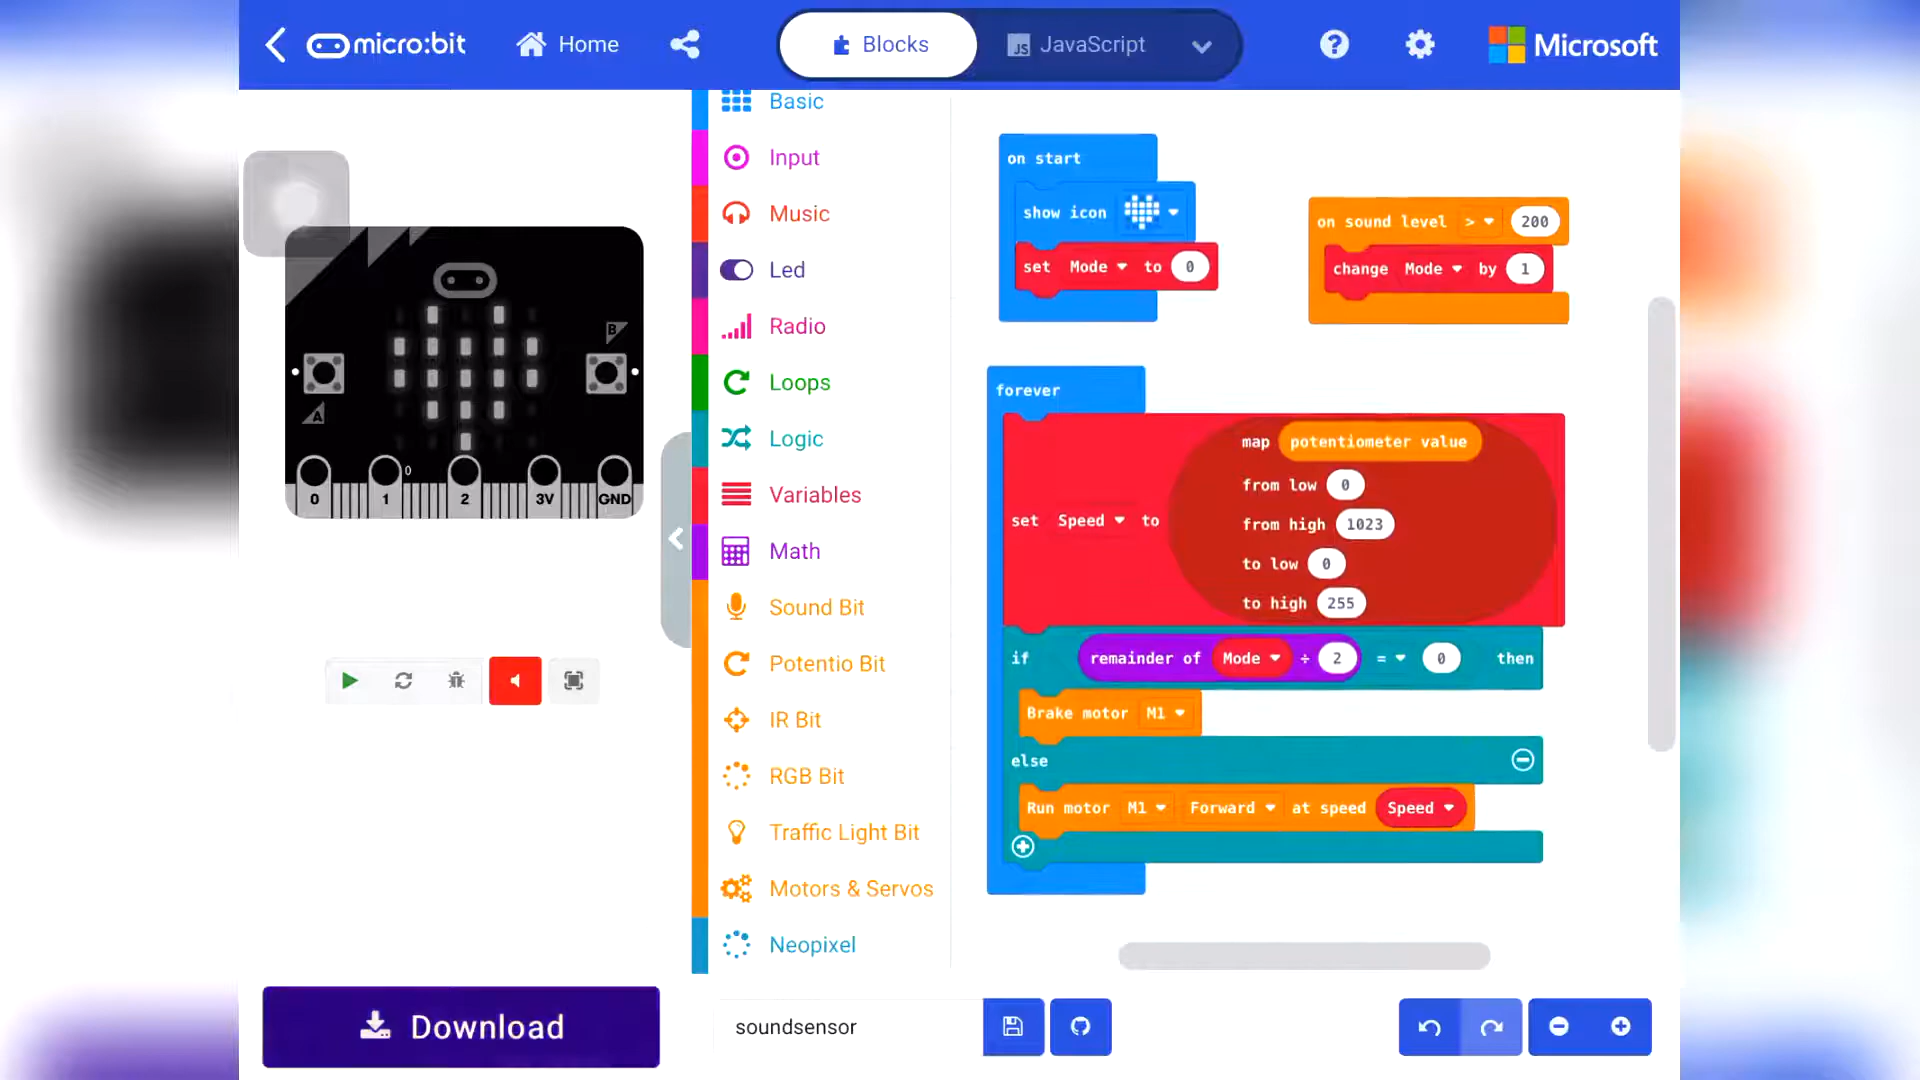 micro:bit
Home
Blocks
JS JavaScript
?
Microsoft
B
A
0
0 1 2 3V GND
Download
Basic
Input
Music
Led
Radio
Loops
Logic
Variables
Math
Sound Bit
Potentio Bit
IR Bit
RGB Bit
Traffic Light Bit
Motors & Servos
Neopixel
soundsensor
on start
show icon
set Mode to 0
on sound level > 200
change Mode by 1
forever
set Speed to
map potentiometer value
from low 0
from high 1023
to low 0
to high 255
if remainder of Mode ÷ 2 = 0 then
Brake motor M1
else
Run motor M1 Forward at speed Speed